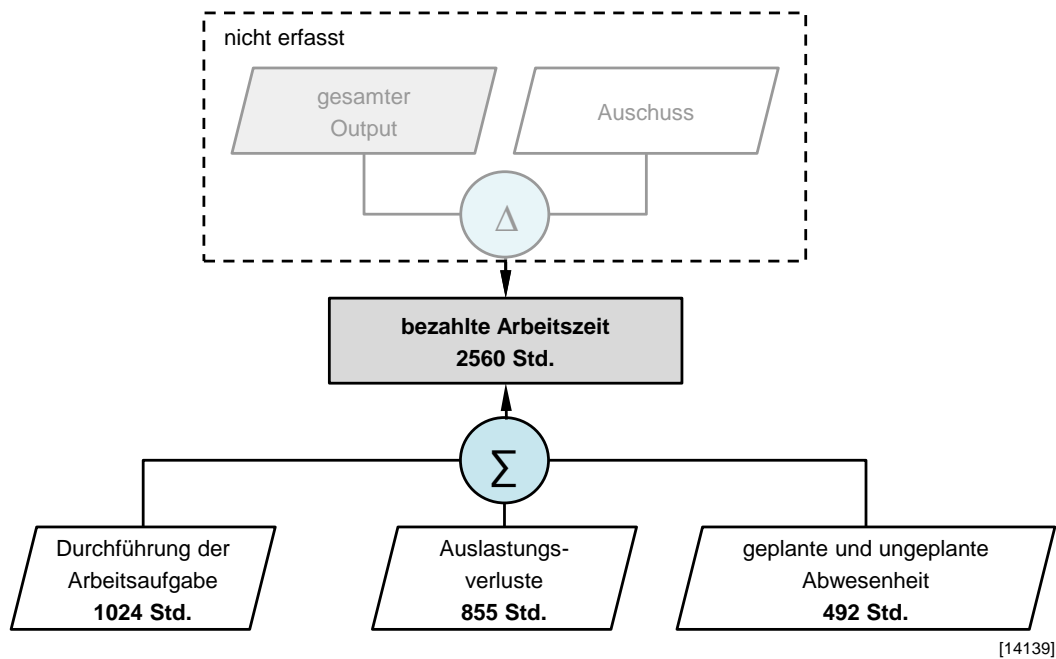 nicht erfasst
gesamter
Output
Auschuss
Δ
bezahlte Arbeitszeit
2560 Std.
Σ
Durchführung der
Arbeitsaufgabe
1024 Std.
Auslastungs-
verluste
855 Std.
geplante und ungeplante
Abwesenheit
492 Std.
[14139]